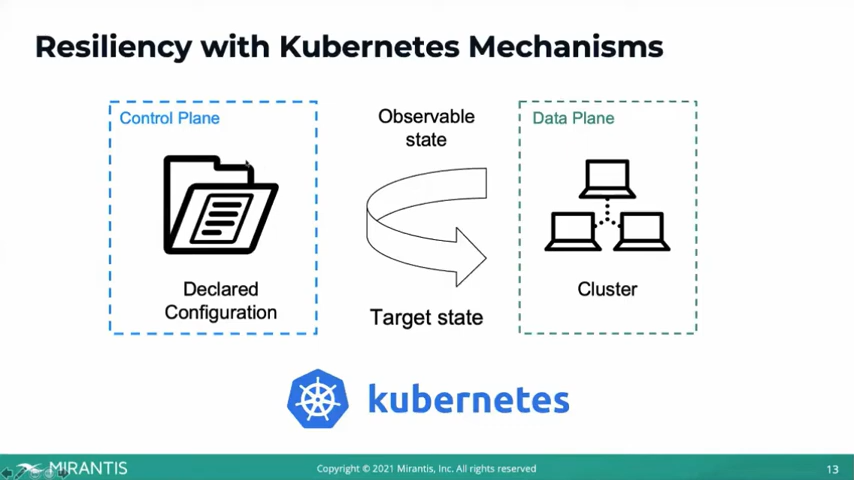 Resiliency with Kubernetes Mechanisms
Control Plane
Declared
Configuration
Observable
state
Target state
Data Plane
Cluster
kubernetes
MIRANTIS
Copyright © 2021 Mirantis, Inc. All rights reserved
13